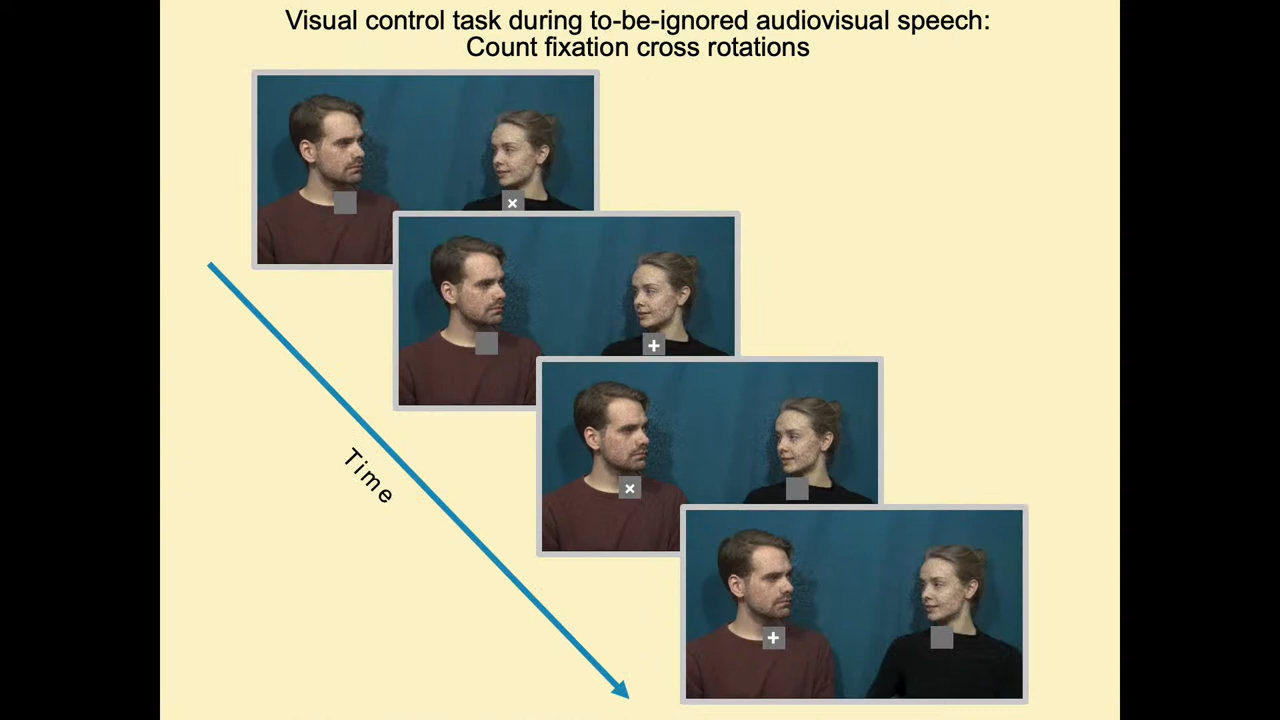 Visual control task during to-be-ignored audiovisual speech:
Count fixation cross rotations
Time